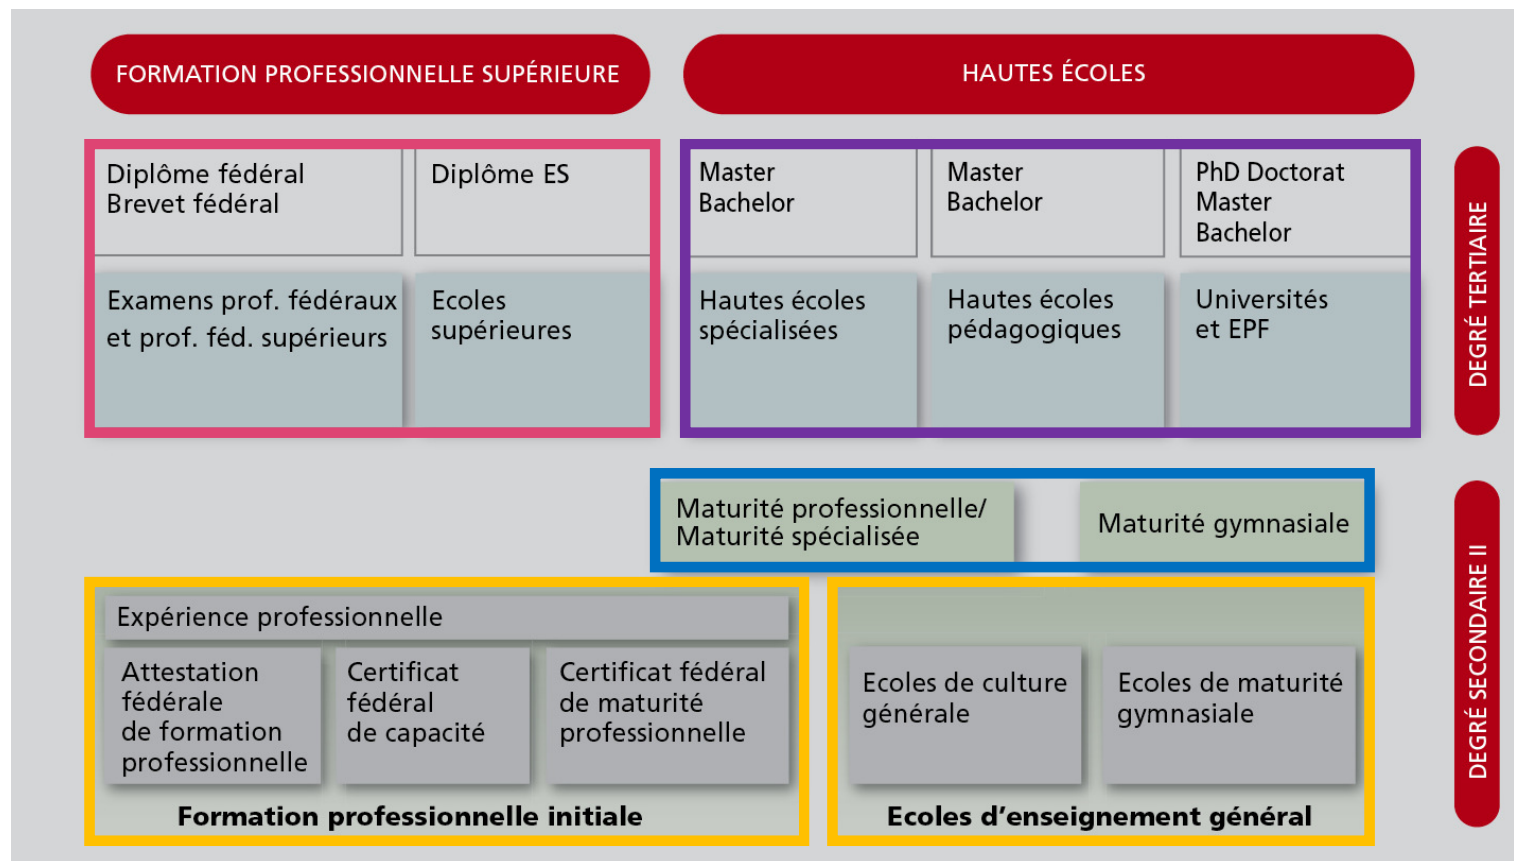 FORMATION PROFESSIONNELLE SUPÉRIEURE
HAUTES ÉCOLES
Diplôme fédéral
Brevet fédéral
Diplôme ES
Master
Bachelor
Master
Bachelor
PhD Doctorat
Master
Bachelor
Examens prof. fédéraux
et prof. féd. supérieurs
Ecoles
supérieures
Hautes écoles
spécialisées
Hautes écoles
pédagogiques
Universités
et EPF
DEGRÉ TERTIAIRE
Maturité professionnelle/
Maturité spécialisée
Maturité gymnasiale
Expérience professionnelle
Attestation
fédérale
de formation
professionnelle
Certificat
fédéral
de capacité
Certificat fédéral
de maturité
professionnelle
Formation professionnelle initiale
Ecoles de culture
générale
Ecoles de maturité
gymnasiale
Ecoles d'enseignement général
DEGRÉ SECONDAIRE II